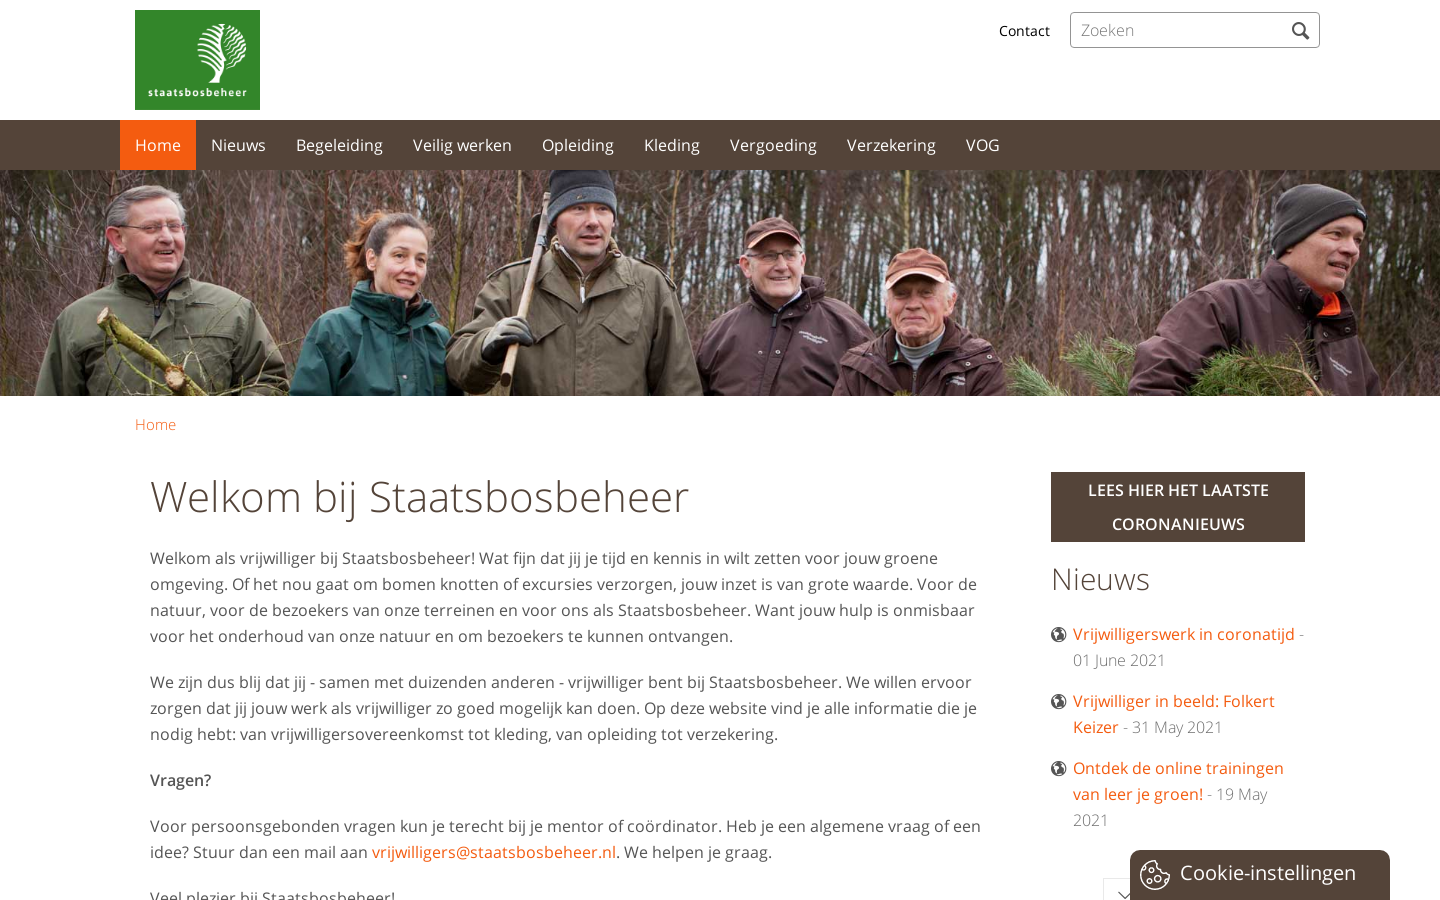 staatsbosbeheer
Contact
Zoeken
Home Nieuws Begeleiding Veilig werken Opleiding Kleding Vergoeding Verzekering VOG
Home
Welkom bij Staatsbosbeheer
Welkom als vrijwilliger bij Staatsbosbeheer! Wat fijn dat jij je tijd en kennis in wilt zetten voor jouw groene
omgeving. Of het nou gaat om bomen knotten of excursies verzorgen, jouw inzet is van grote waarde. Voor de
natuur, voor de bezoekers van onze terreinen en voor ons als Staatsbosbeheer. Want jouw hulp is onmisbaar
voor het onderhoud van onze natuur en om bezoekers te kunnen ontvangen.
We zijn dus blij dat jij - samen met duizenden anderen - vrijwilliger bent bij Staatsbosbeheer. We willen ervoor
zorgen dat jij jouw werk als vrijwilliger zo goed mogelijk kan doen. Op deze website vind je alle informatie die je
nodig hebt: van vrijwilligersovereenkomst tot kleding, van opleiding tot verzekering.
Vragen?
Voor persoonsgebonden vragen kun je terecht bij je mentor of coördinator. Heb je een algemene vraag of een
idee? Stuur dan een mail aan vrijwilligers@staatsbosbeheer.nl. We helpen je graag.
Veel plezier bij Staatsbosbeheer!
LEES HIER HET LAATSTE
CORONANIEUWS
Nieuws
Vrijwilligerswerk in coronatijd -
01 June 2021
Vrijwilliger in beeld: Folkert
Keizer - 31 May 2021
Ontdek de online trainingen
van leer je groen! - 19 May
2021
Cookie-instellingen